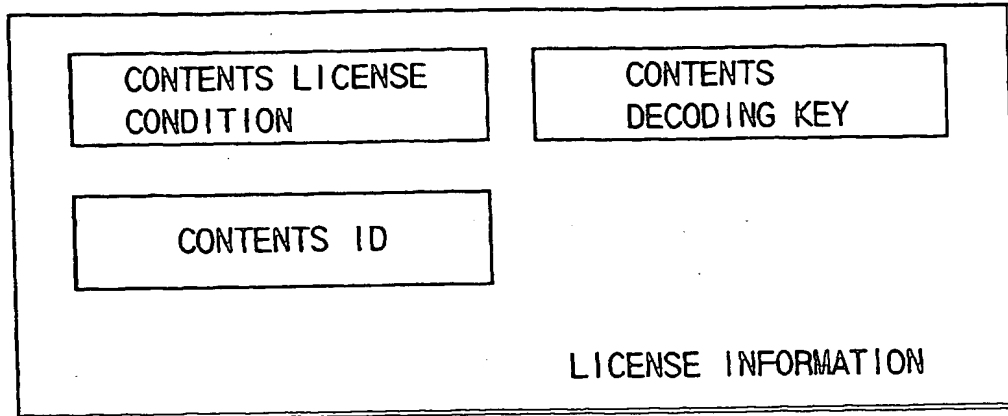 CONTENTS LICENSE
CONDITION
CONTENTS
DECODING KEY
CONTENTS ID
LICENSE INFORMATION